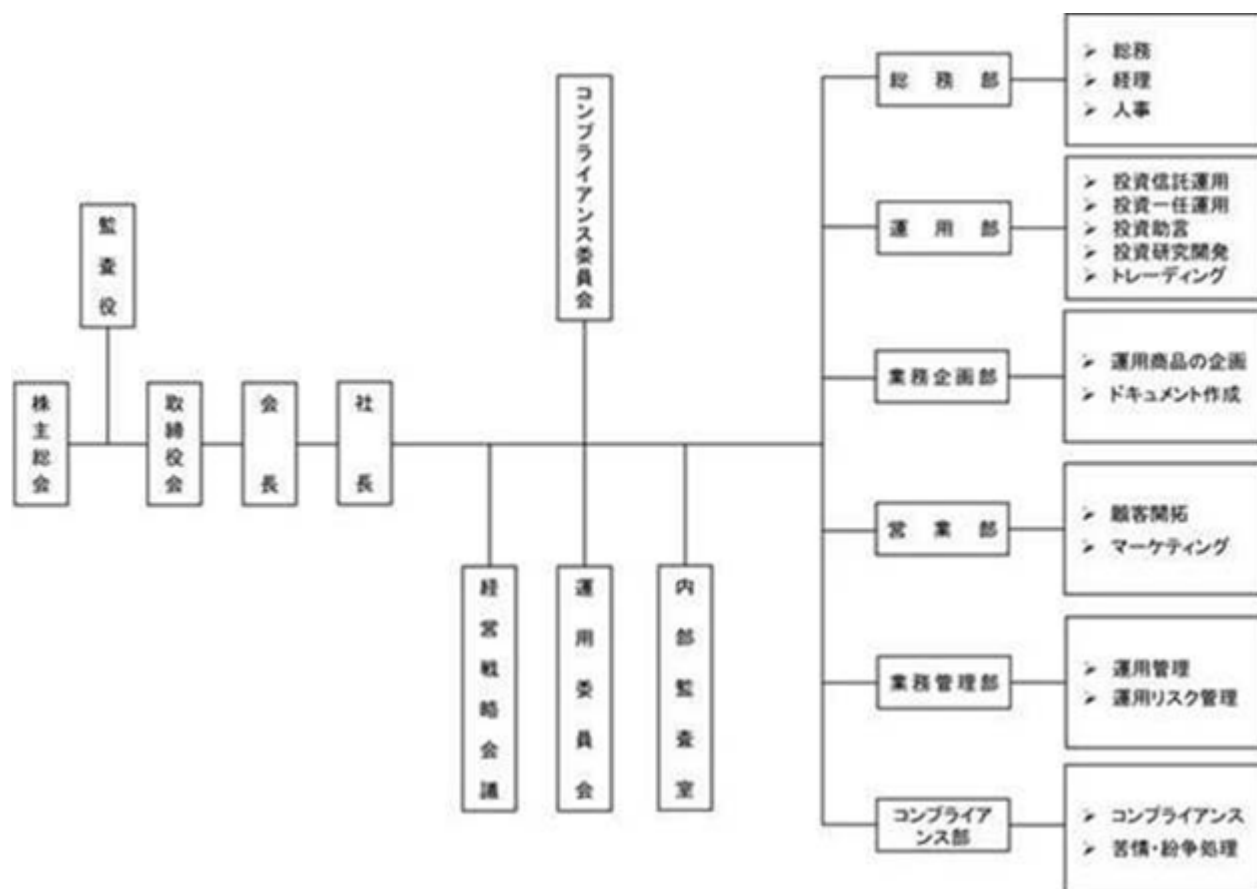 株主総会
監査役
取締役会
会長
社長
コンプライアンス委員会
経営戦略会議
運用委員会
内部監査室
総務部
総務
経理
人事
運用部
投資信託運用
投資一任運用
投資助言
投資研究開発
トレーディング
業務企画部
運用商品の企画
ドキュメント作成
営業部
顧客開拓
マーケティング
業務管理部
運用管理
運用リスク管理
コンプライア
ンス部
コンプライアンス
苦情・紛争処理